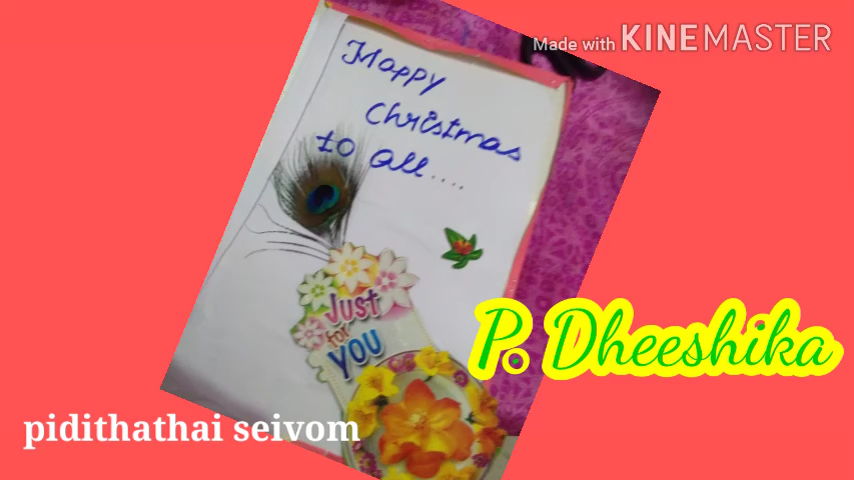 Made with KINEMASTER
Happy
Christmas
to all....
Just
for
YOU
P. Dheeshika
pidithathai seivom